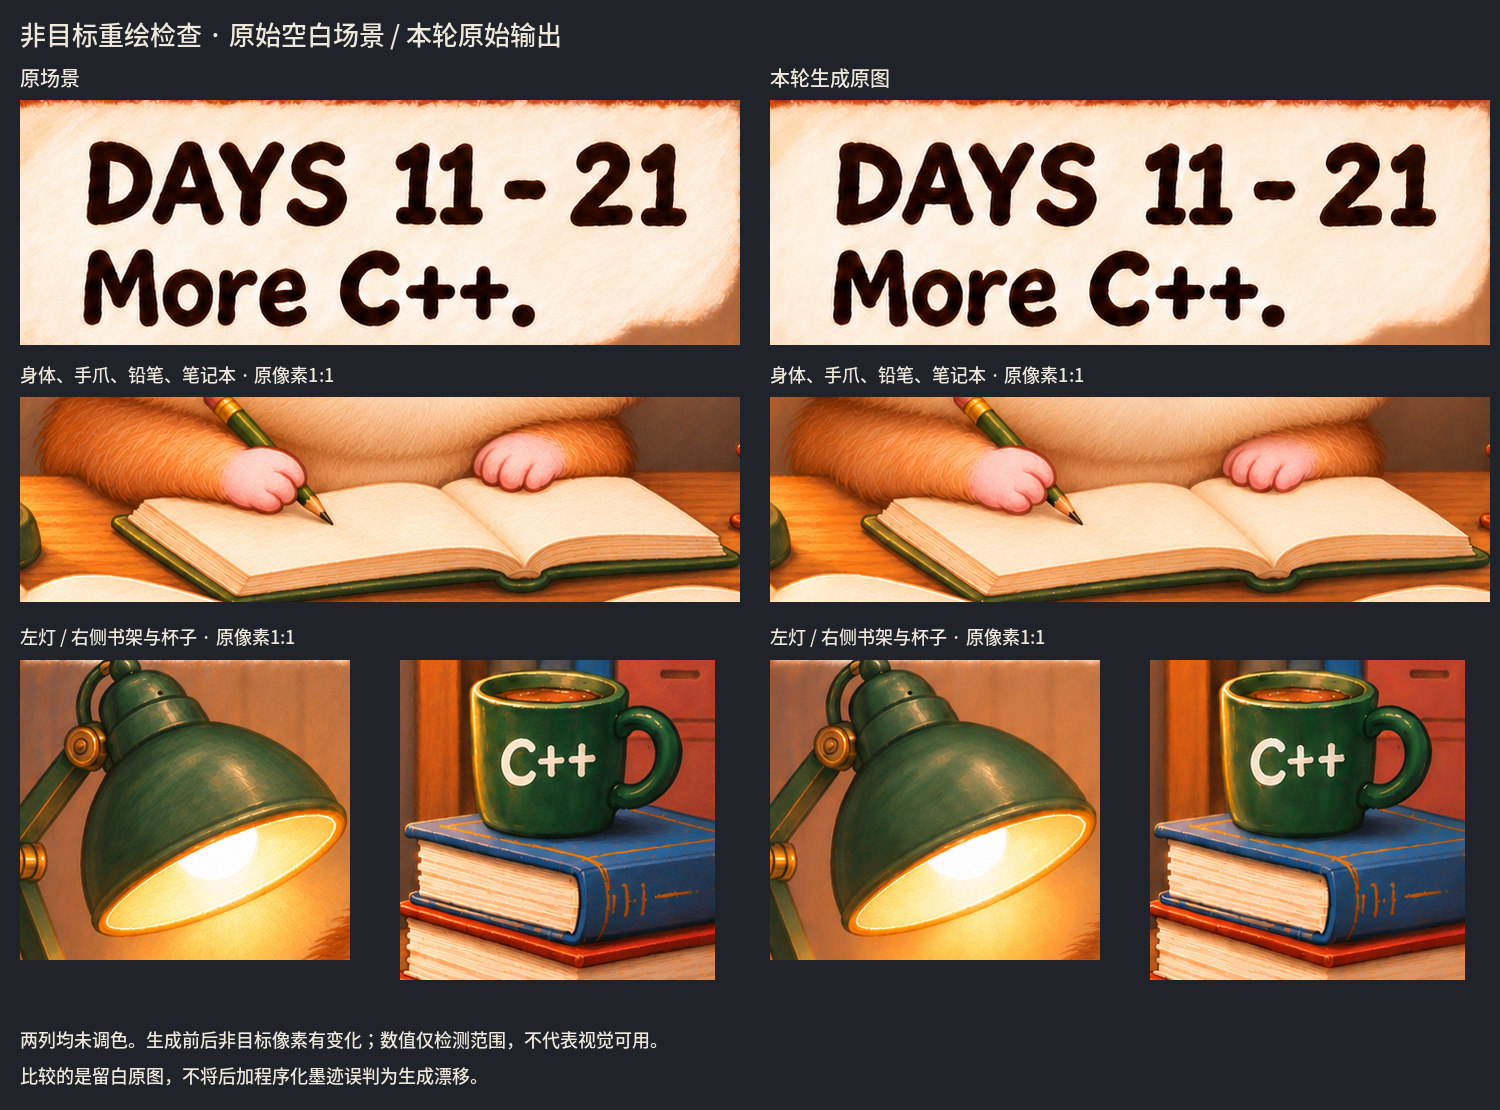 非目标重绘检查 · 原始空白场景 / 本轮原始输出
原场景
本轮生成原图
DAYS 11-21
More C++.
DAYS 11-21
More C++.
身体、手爪、铅笔、笔记本 · 原像素1:1
身体、手爪、铅笔、笔记本 · 原像素1:1
左灯 / 右侧书架与杯子 · 原像素1:1
左灯 / 右侧书架与杯子 · 原像素1:1
C++
C++
两列均未调色。生成前后非目标像素有变化；数值仅检测范围，不代表视觉可用。
比较的是留白原图，不将后加程序化墨迹误判为生成漂移。